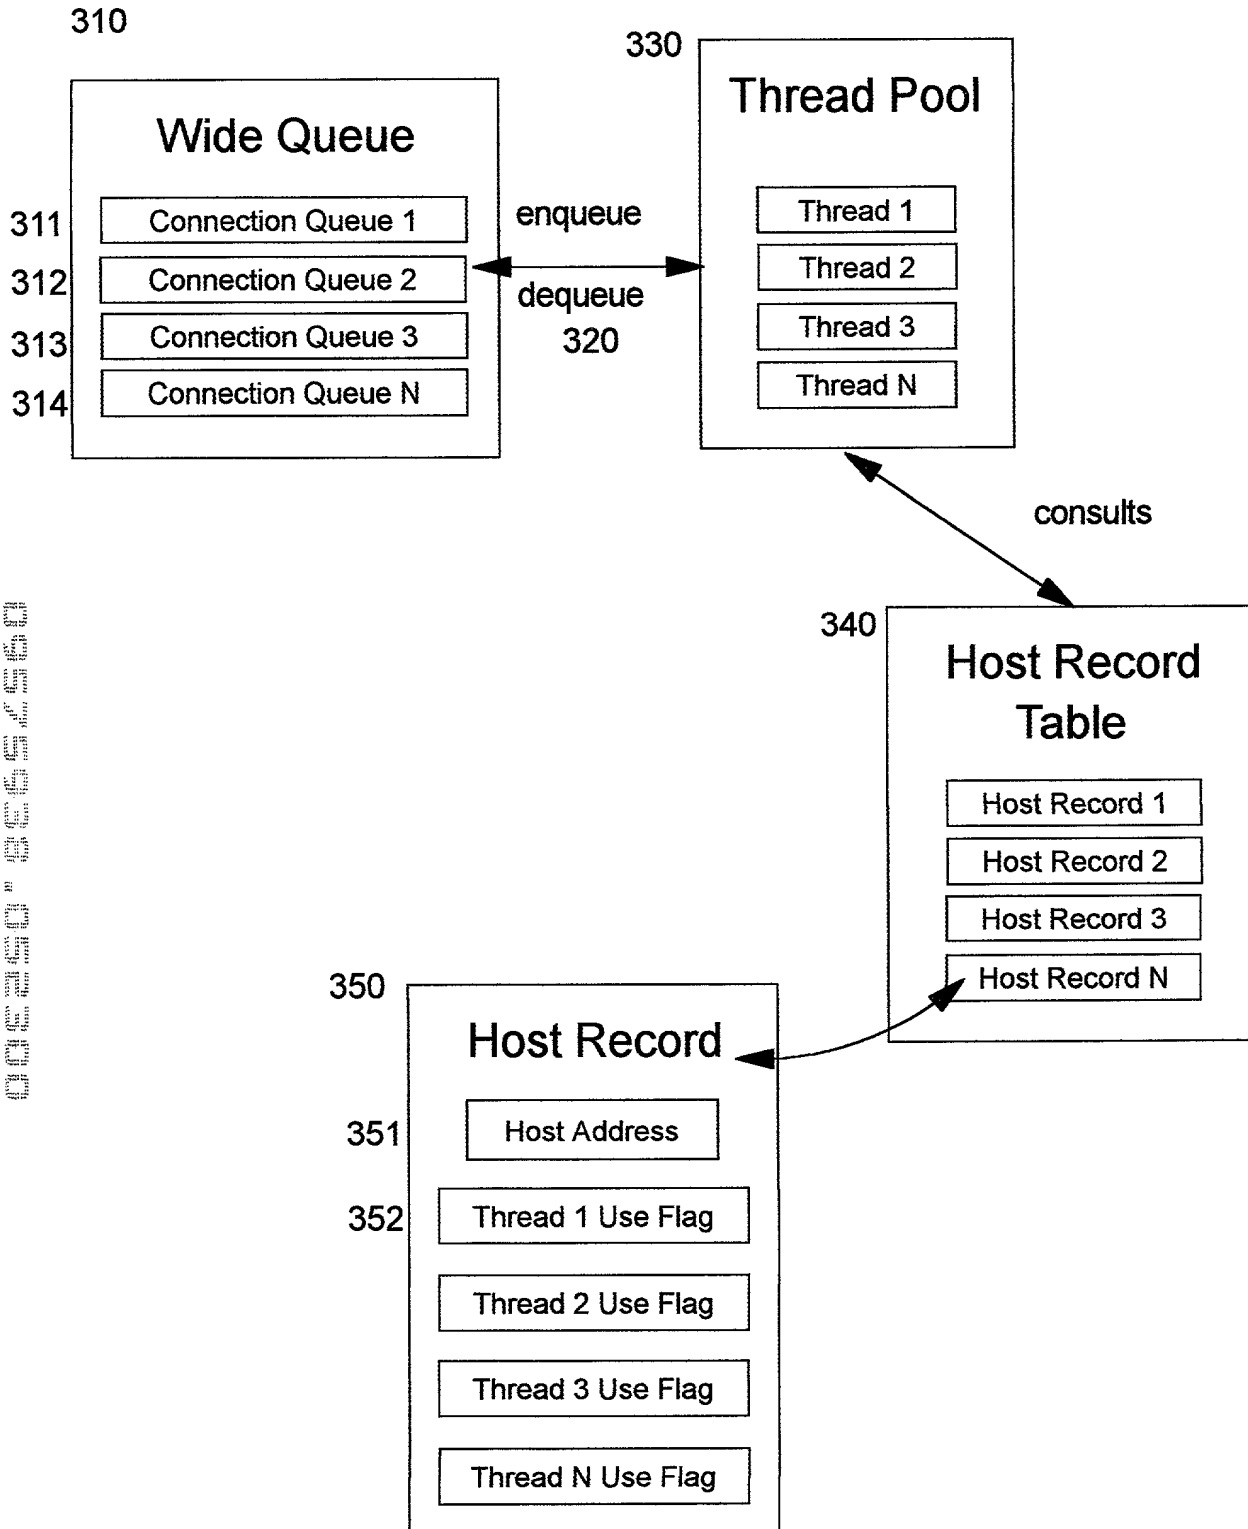 310
Wide Queue
311
Connection Queue 1
312
Connection Queue 2
313
Connection Queue 3
314
Connection Queue N
enqueue
dequeue
320
330
Thread Pool
Thread 1
Thread 2
Thread 3
Thread N
consults
340
Host Record
Table
Host Record 1
Host Record 2
Host Record 3
Host Record N
350
Host Record
351
Host Address
352
Thread 1 Use Flag
Thread 2 Use Flag
Thread 3 Use Flag
Thread N Use Flag